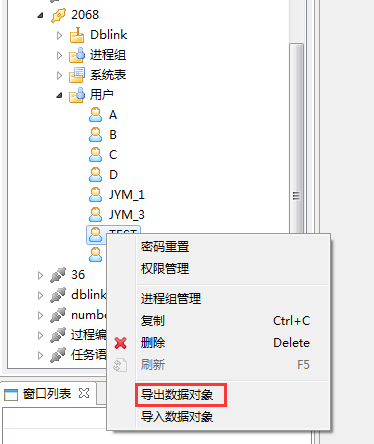 2068
Dblink
进程组
系统表
用户
A
B
C
D
JYM_1
JYM_3
TEST
密码重置
权限管理
进程组管理
复制 Ctrl+C
删除 Delete
刷新 F5
导出数据对象
导入数据对象
36
dblink
numbe
过程编
任务语
窗口列表